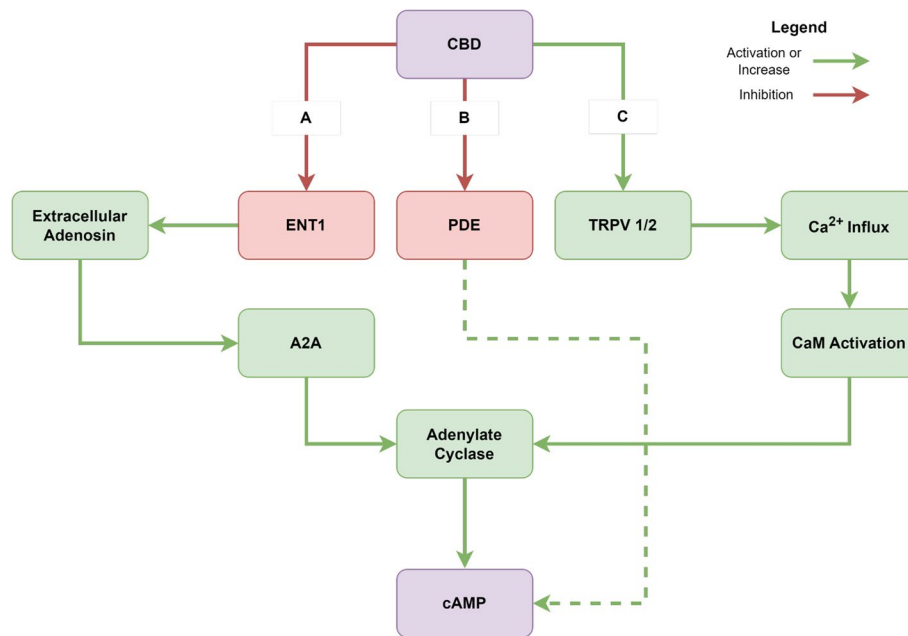 CBD
Legend
Activation or
Increase
Inhibition
A
B
C
Extracellular
Adenosin
ENT1
PDE
TRPV 1/2
Ca²⁺ Influx
A2A
CaM Activation
Adenylate
Cyclase
cAMP